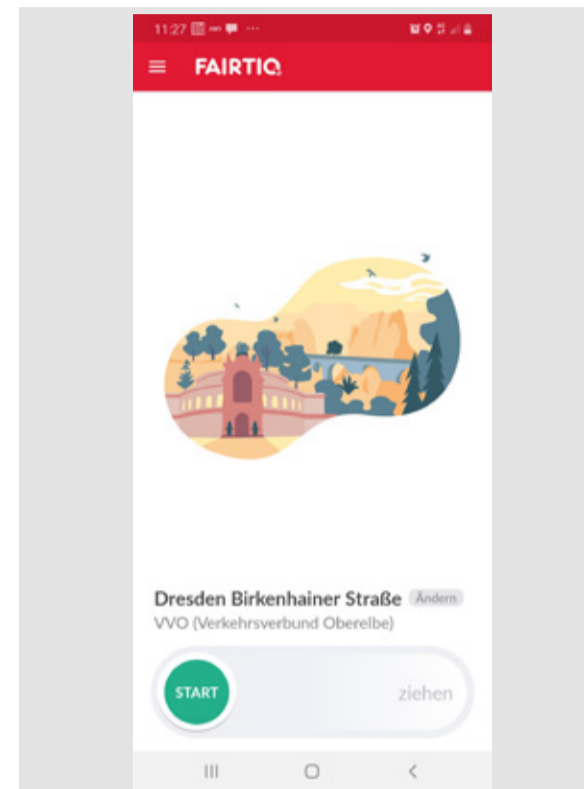 11:27
FAIRTIQ
Dresden Birkenhainer Straße Ändern
VVO (Verkehrsverbund Oberelbe)
START ziehen